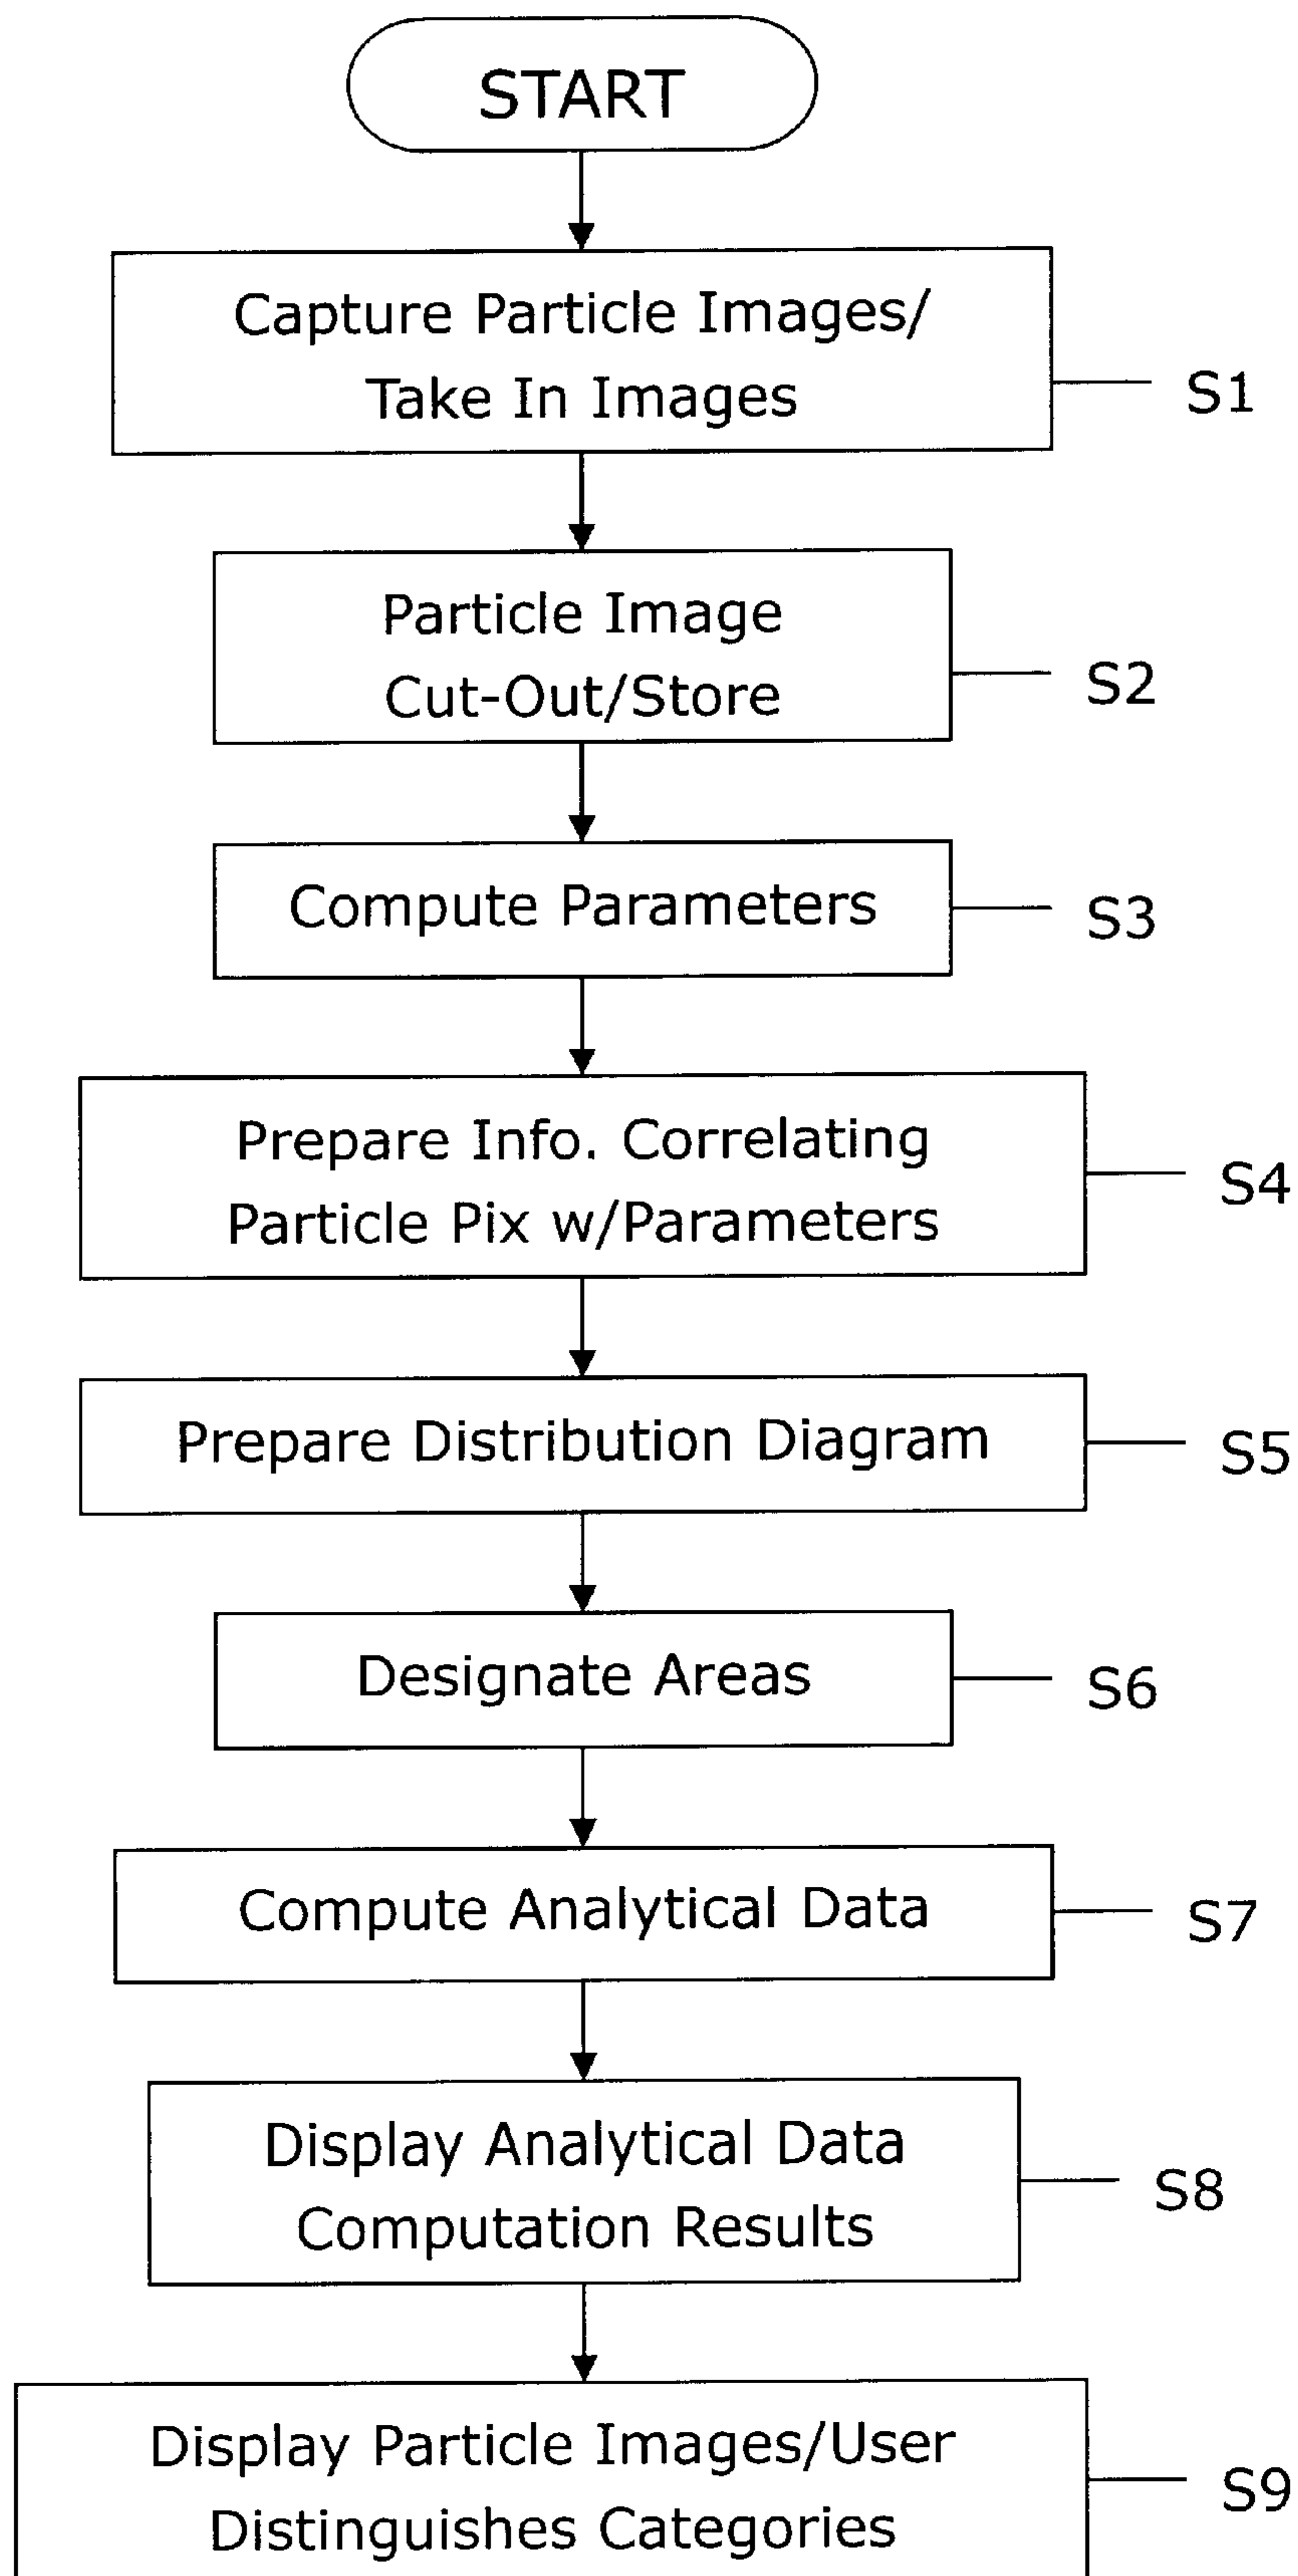 START
Capture Particle Images/
Take In Images
S1
Particle Image
Cut-Out/Store
S2
Compute Parameters
S3
Prepare Info. Correlating
Particle Pix w/Parameters
S4
Prepare Distribution Diagram
S5
Designate Areas
S6
Compute Analytical Data
S7
Display Analytical Data
Computation Results
S8
Display Particle Images/User
Distinguishes Categories
S9